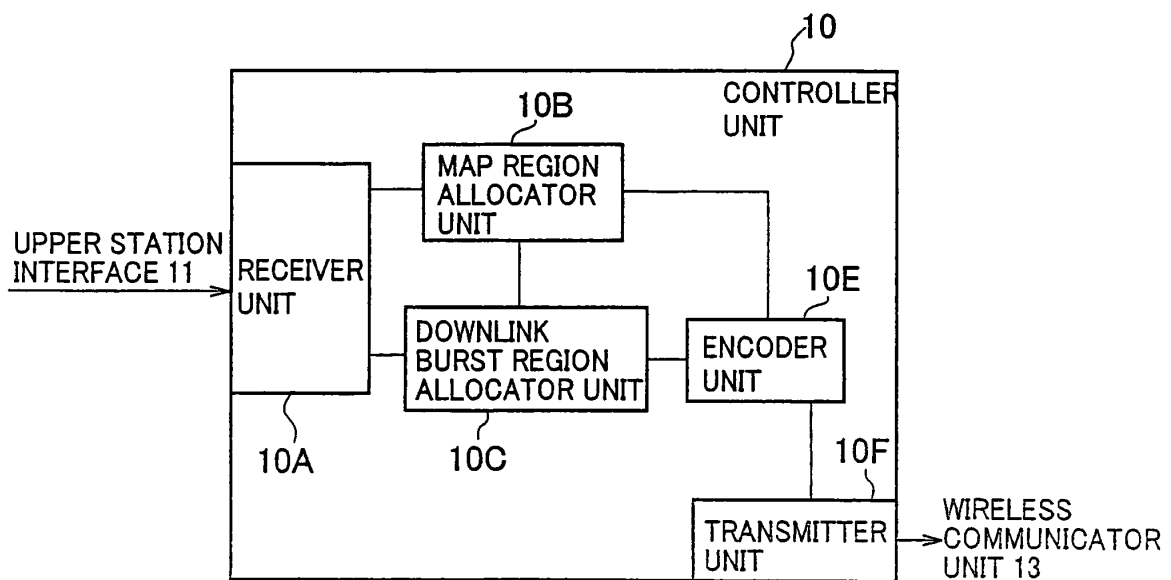 10
CONTROLLER
UNIT
10B
MAP REGION
ALLOCATOR
UNIT
UPPER STATION
INTERFACE 11
RECEIVER
UNIT
10E
DOWNLINK
BURST REGION
ALLOCATOR UNIT
ENCODER
UNIT
10A
10C
10F
TRANSMITTER
UNIT
WIRELESS
COMMUNICATOR
UNIT 13